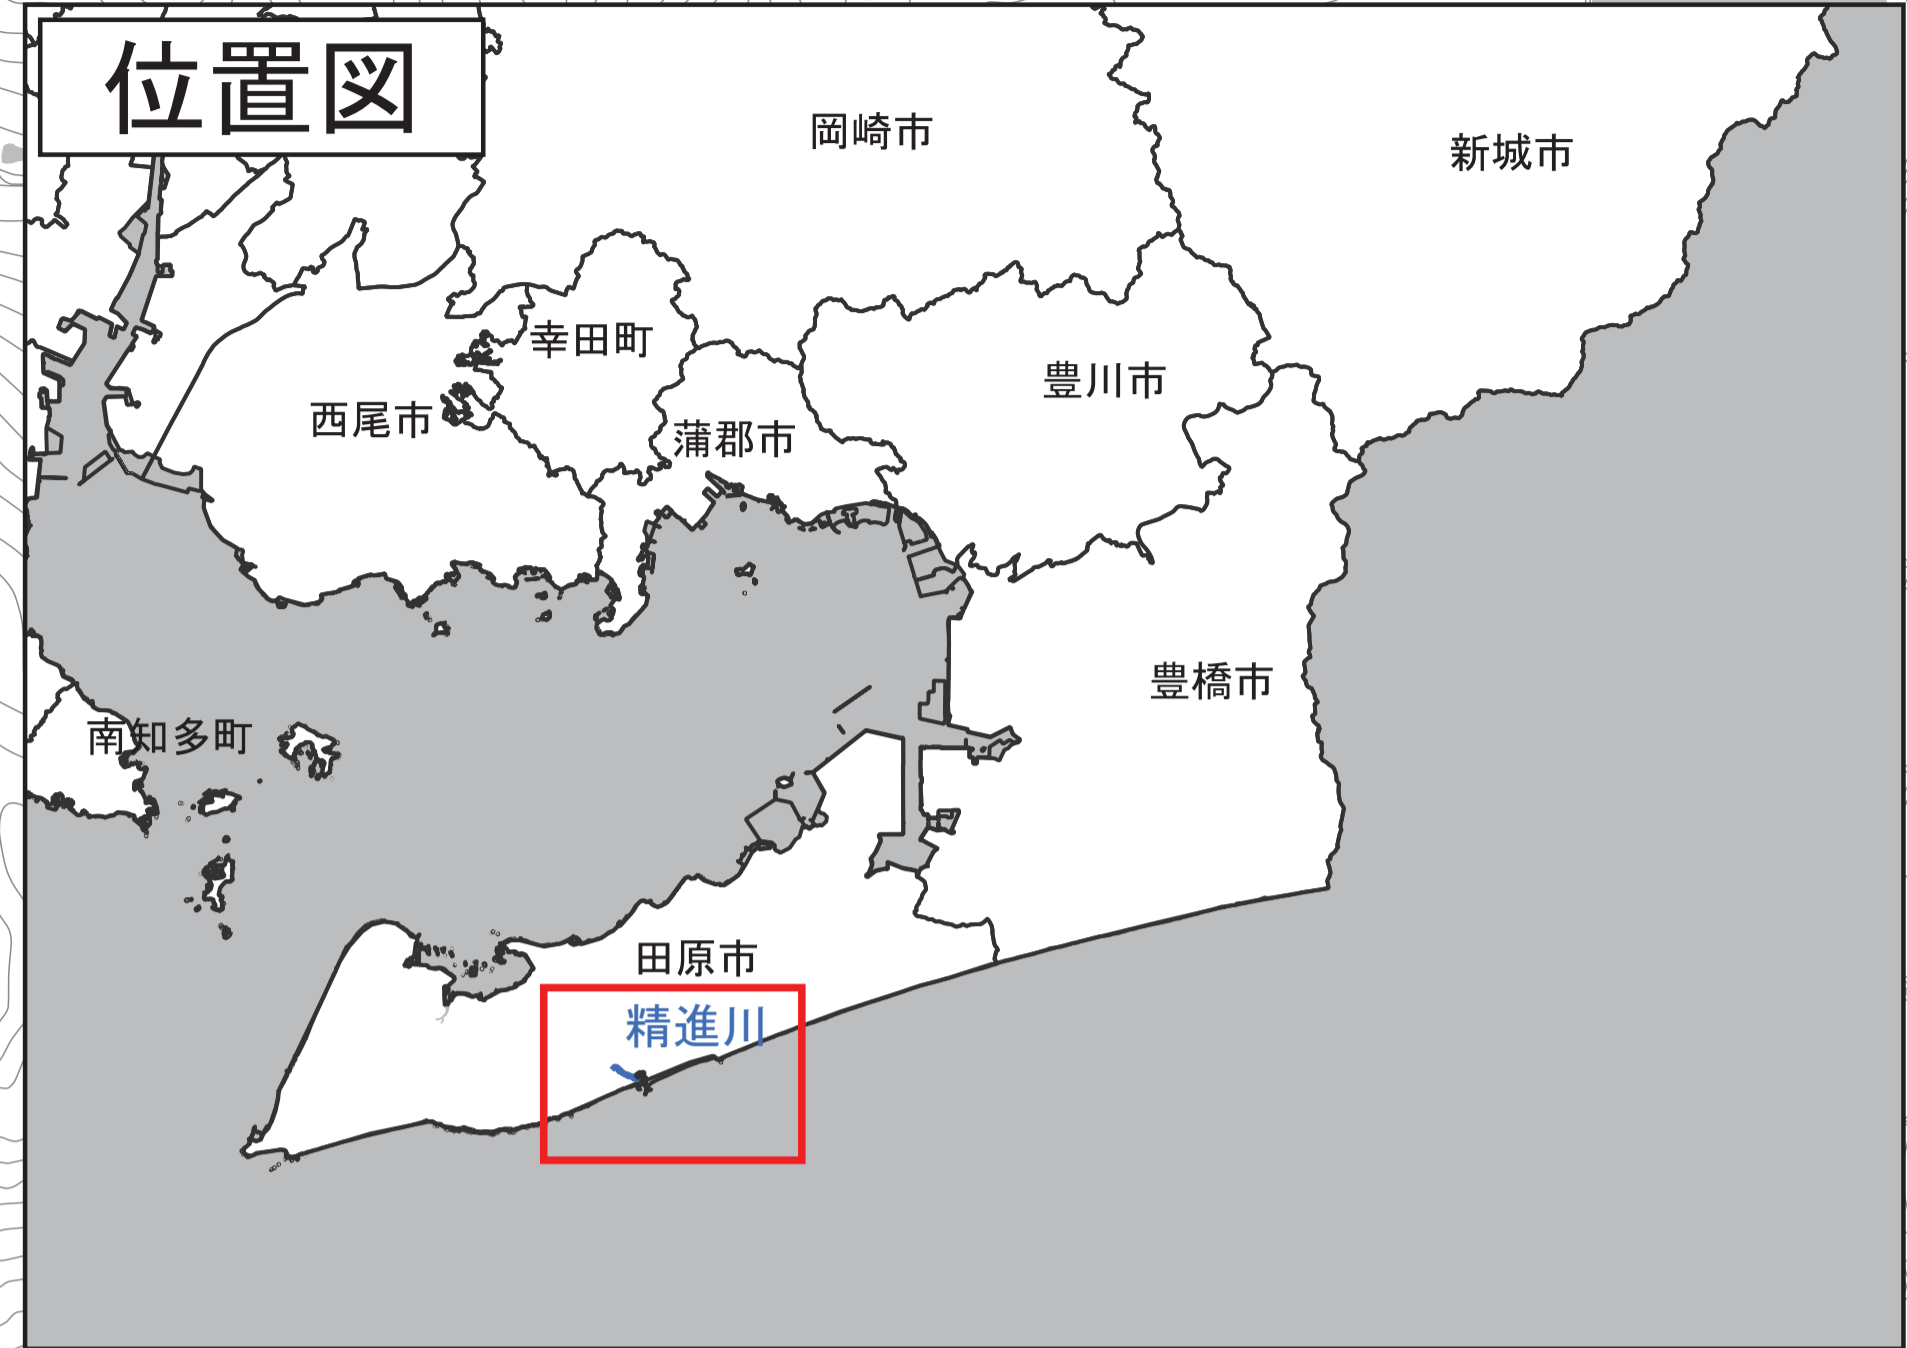 位置図
岡崎市
新城市
幸田町
豊川市
西尾市
蒲郡市
豊橋市
南知多町
田原市
精進川